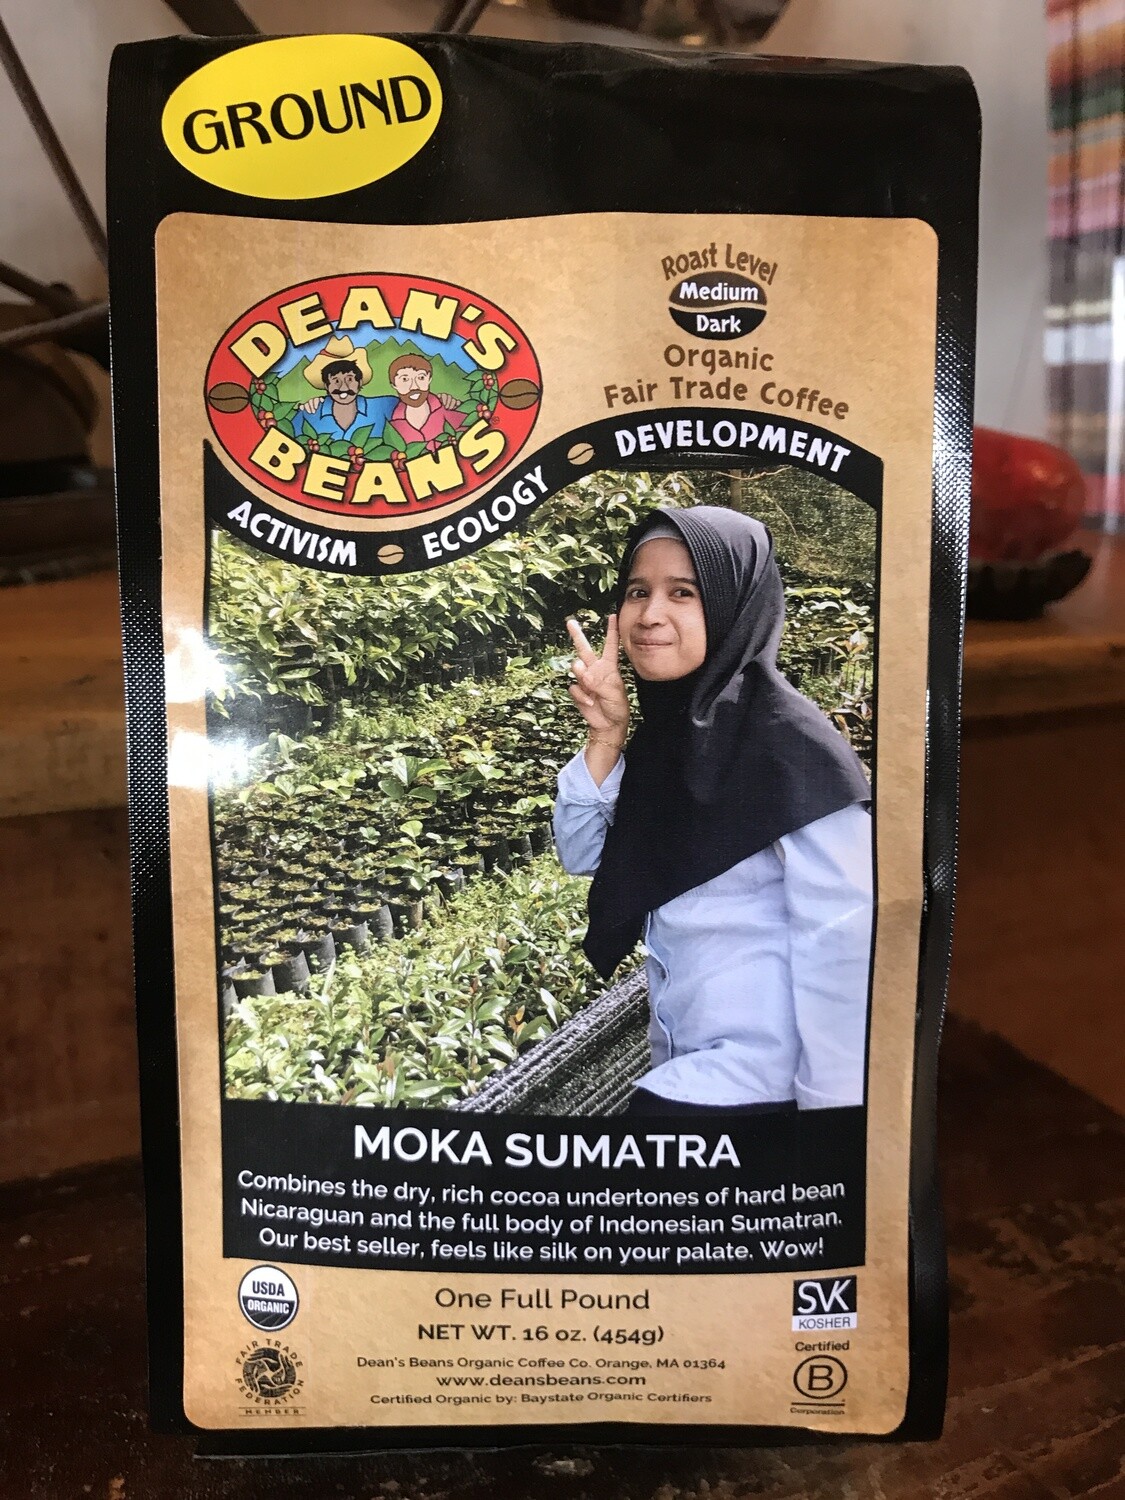 GROUND
DEAN'S
BEANS
Roast Level
Medium
Dark
Organic
Fair Trade Coffee
ACTIVISM ECOLOGY DEVELOPMENT
MOKA SUMATRA
Combines the dry, rich cocoa undertones of hard bean
Nicaraguan and the full body of Indonesian Sumatran.
Our best seller, feels like silk on your palate. Wow!
USDA
ORGANIC
FAIR TRADE
FEDERATION
MEMBER
One Full Pound
NET WT. 16 oz. (454g)
Dean's Beans Organic Coffee Co. Orange, MA 01364
www.deansbeans.com
Certified Organic by: Baystate Organic Certifiers
SVK
KOSHER
Certified
B
Corporation